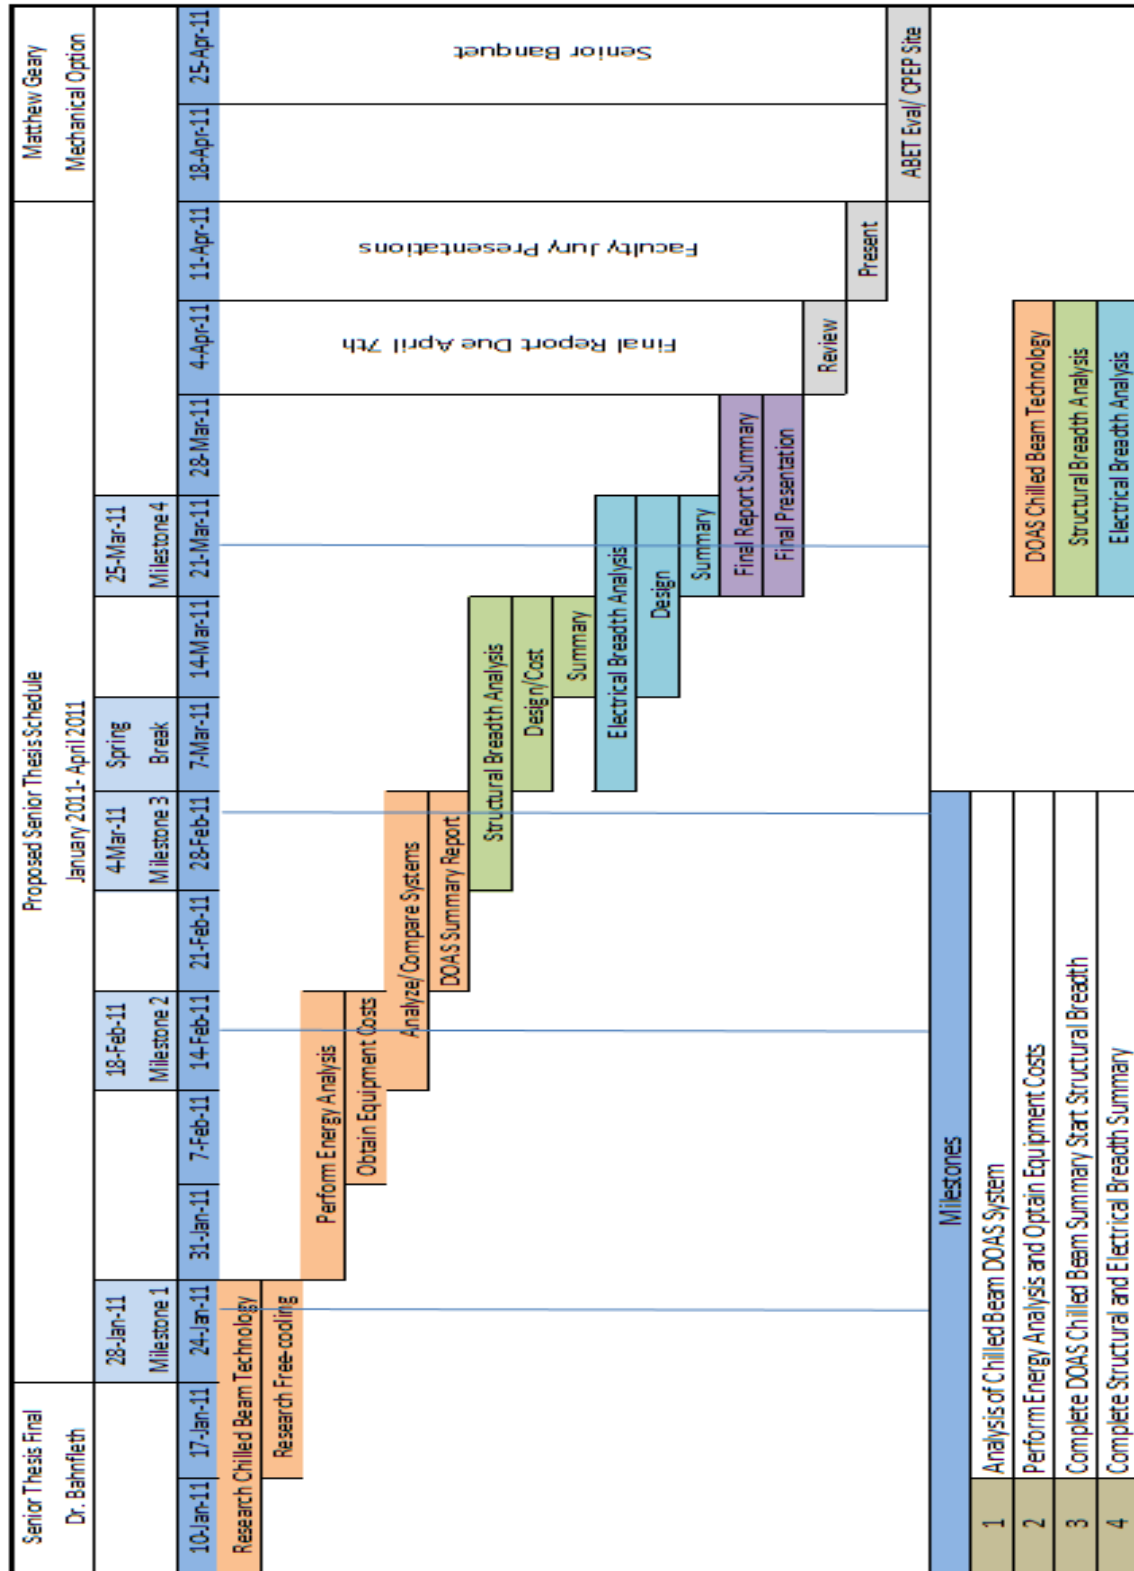 Senior Thesis Final
Dr. Bahnfleth
Proposed Senior Thesis Schedule
January 2011- April 2011
Matthew Geary
Mechanical Option
28-Jan-11
Milestone 1
18-Feb-11
Milestone 2
4-Mar-11
Milestone 3
Spring
Break
25-Mar-11
Milestone 4
10-Jan-11 17-Jan-11 24-Jan-11 31-Jan-11 7-Feb-11 14-Feb-11 21-Feb-11 28-Feb-11 7-Mar-11 14-Mar-11 21-Mar-11 28-Mar-11 4-Apr-11 11-Apr-11 18-Apr-11 25-Apr-11
Research Chilled Beam Technology
Research Free-cooling
Perform Energy Analysis
Obtain Equipment Costs
Analyze/Compare Systems
DOAS Summary Report
Structural Breadth Analysis
Design/Cost
Summary
Electrical Breadth Analysis
Design
Summary
Final Report Summary
Final Presentation
Final Report Due April 7th
Faculty Jury Presentations
Senior Banquet
Review
Present
ABET Eval/ CPEP Site
Milestones
1 Analysis of Chilled Beam DOAS System
2 Perform Energy Analysis and Optain Equipment Costs
3 Complete DOAS Chilled Beam Summary Start Structural Breadth
4 Complete Structural and Electrical Breadth Summary
DOAS Chilled Beam Technology
Structural Breadth Analysis
Electrical Breadth Analysis